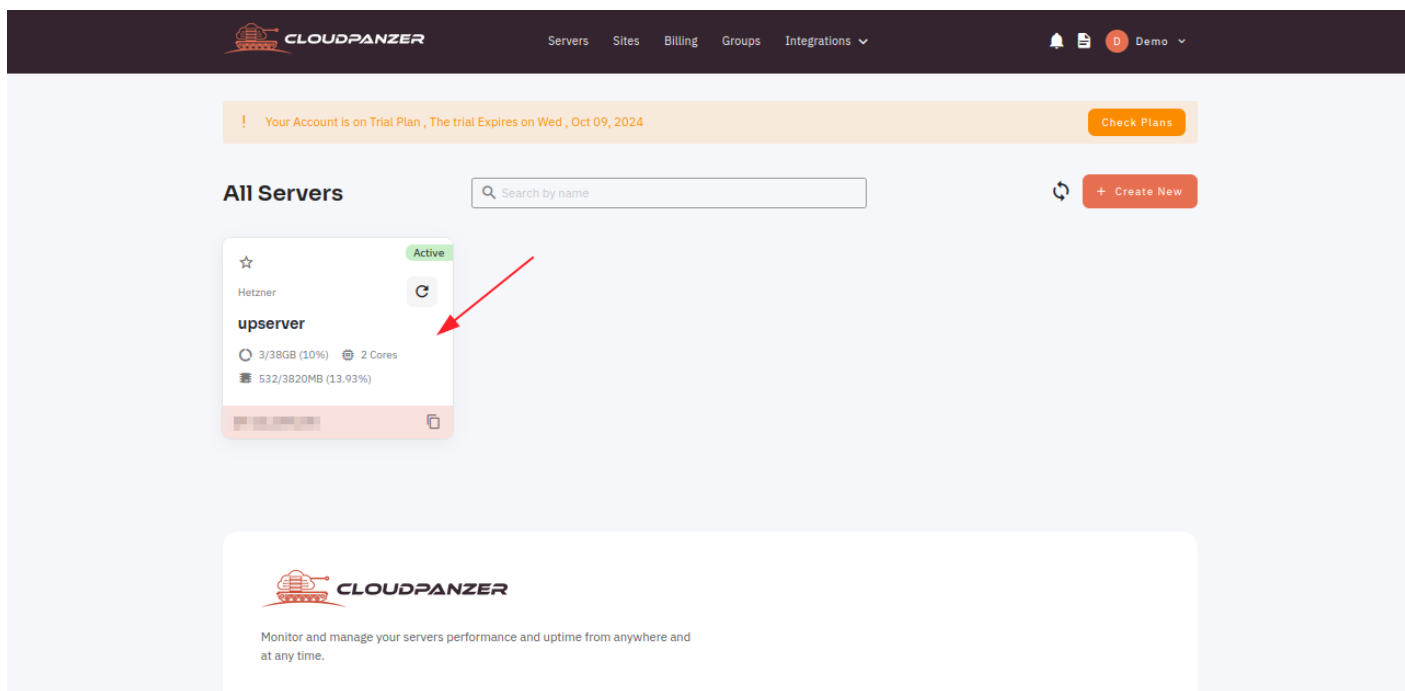 CLOUDPANZER
Servers Sites Billing Groups Integrations
D Demo
! Your Account is on Trial Plan , The trial Expires on Wed , Oct 09, 2024
Check Plans
All Servers
Search by name
+ Create New
Active
Hetzner
upserver
3/38GB (10%) 2 Cores
532/3820MB (13.93%)
CLOUDPANZER
Monitor and manage your servers performance and uptime from anywhere and
at any time.